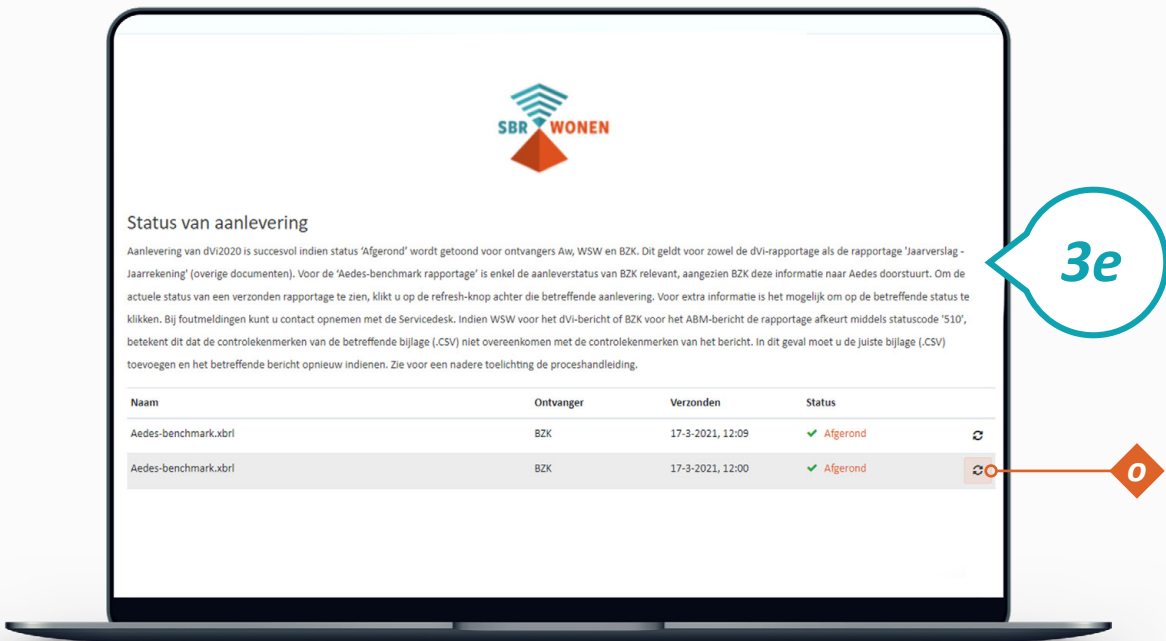 SBR WONEN
Status van aanlevering
Aanlevering van dVi2020 is succesvol indien status ‘Afgerond’ wordt getoond voor ontvangers Aw, WSW en BZK. Dit geldt voor zowel de dVi-rapportage als de rapportage 'Jaarverslag -
Jaarrekening' (overige documenten). Voor de ‘Aedes-benchmark rapportage’ is enkel de aanleverstatus van BZK relevant, aangezien BZK deze informatie naar Aedes doorstuurt. Om de
actuele status van een verzonden rapportage te zien, klikt u op de refresh-knop achter die betreffende aanlevering. Voor extra informatie is het mogelijk om op de betreffende status te
klikken. Bij foutmeldingen kunt u contact opnemen met de Servicedesk. Indien WSW voor het dVi-bericht of BZK voor het ABM-bericht de rapportage afkeurt middels statuscode '510',
betekent dit dat de controlekenmerken van de betreffende bijlage (.CSV) niet overeenkomen met de controlekenmerken van het bericht. In dit geval moet u de juiste bijlage (.CSV)
toevoegen en het betreffende bericht opnieuw indienen. Zie voor een nadere toelichting de proceshandleiding.
3e
Naam Ontvanger Verzonden Status
Aedes-benchmark.xbrl BZK 17-3-2021, 12:09 Afgerond
Aedes-benchmark.xbrl BZK 17-3-2021, 12:00 Afgerond
o